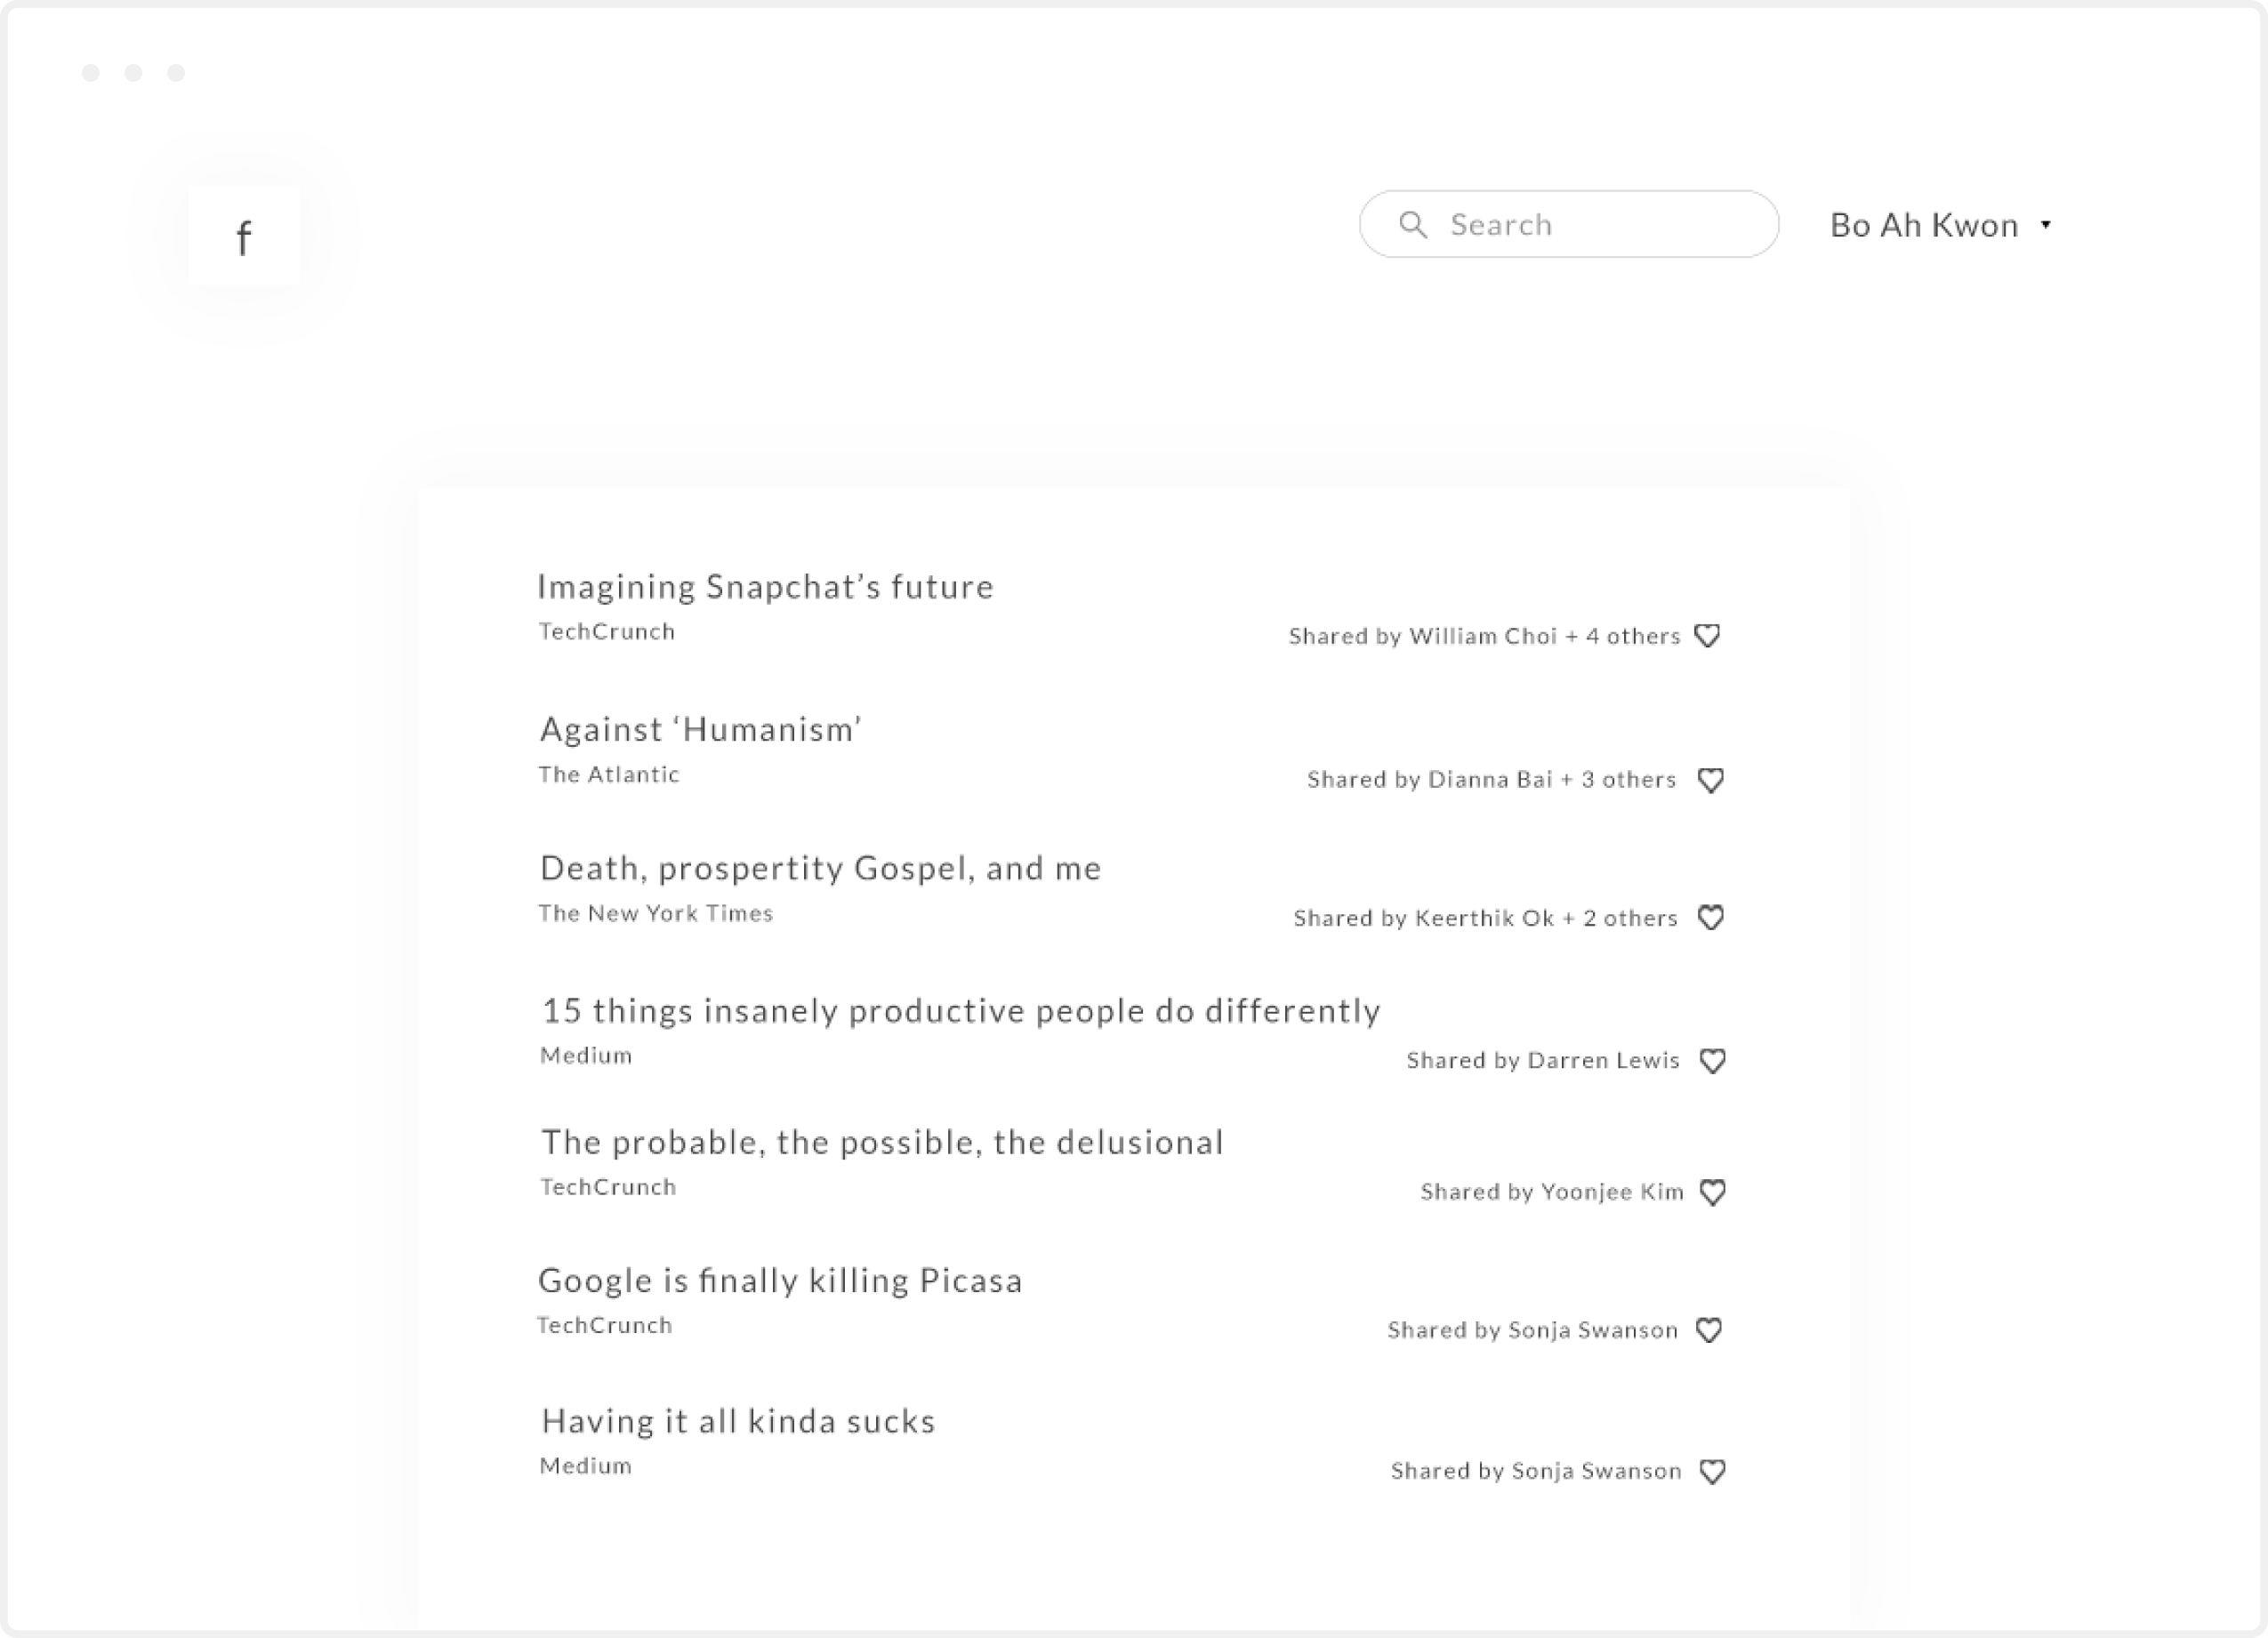 f
Search
Bo Ah Kwon
Imagining Snapchat’s future
TechCrunch
Shared by William Choi + 4 others
Against ‘Humanism’
The Atlantic
Shared by Dianna Bai + 3 others
Death, prospertity Gospel, and me
The New York Times
Shared by Keerthik Ok + 2 others
15 things insanely productive people do differently
Medium
Shared by Darren Lewis
The probable, the possible, the delusional
TechCrunch
Shared by Yoonjee Kim
Google is finally killing Picasa
TechCrunch
Shared by Sonja Swanson
Having it all kinda sucks
Medium
Shared by Sonja Swanson